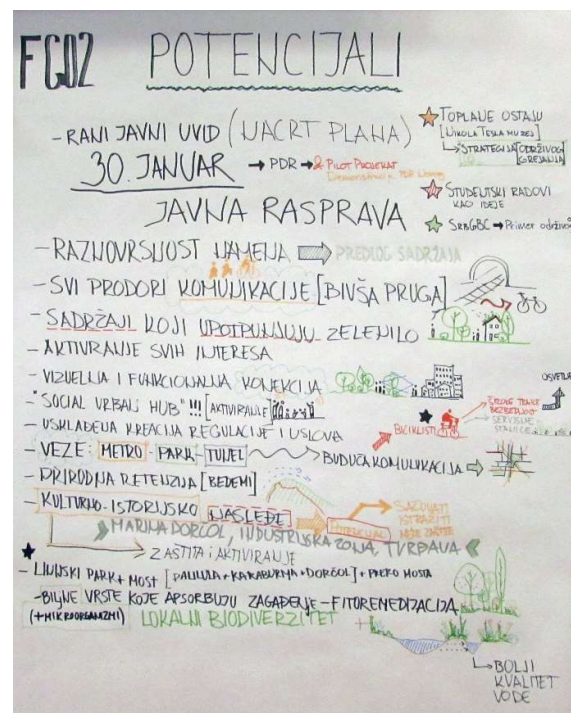 FG02 POTENCIJALI
- RANI JAVNI UVID (NACRT PLANA)
30. JANUAR → PDR → & PILOT PROJEKAT
TOPLANE OSTAJU
[NIKOLA TESLA MUZEJ]
STRATEGIJA ODRŽIVOG
GREJANJA
STUDENTSKI RADOVI
KAO IDEJE
SRBGBC → Primer održivo
JAVNA RASPRAVA
- RAZNOVRSNOST NAMENA ⇒ PREDLOG SADRŽAJA
- SVI PRODORI KOMUNIKACIJE [BIVŠA PRUGA]
- SADRŽAJI KOJI UPOTPUNJUJU ZELENILO
- AKTIVIRANJE SVIH INTERESA
- VIZUELNA I FUNKCIONALNA KONEKCIJA
OSVETLJE
- "SOCIAL URBAN HUB" !!! [AKTIVIRANJE]
BICIKLISTI
BEZBEDNOST
SERVISNE
STANICE
- USKLAĐENA KREACIJA REGULACIJE I USLOVA
- VEZE: METRO - PARK - TUNEL BUDUĆA KOMUNIKACIJA
- PRIRODNA RETENZIJA [BEDEMI]
- KULTURNO-ISTORIJSKO NASLEĐE
SAČUVATI
ISTRAŽITI
MARINA DORĆOL, INDUSTRIJSKA ZONA, TVRĐAVA
ZAŠTITA i AKTIVIRANJE
- LINIJSKI PARK + MOST [PALILULA + KARABURMA + DORĆOL] + PREKO MOSTA
- BILJNE VRSTE KOJE APSORBUJU ZAGAĐENJE - FITOREMEDIJACIJA
(+MIKROORGANIZMI) LOKALNI BIODIVERZITET
BOLJI
KVALITET
VODE